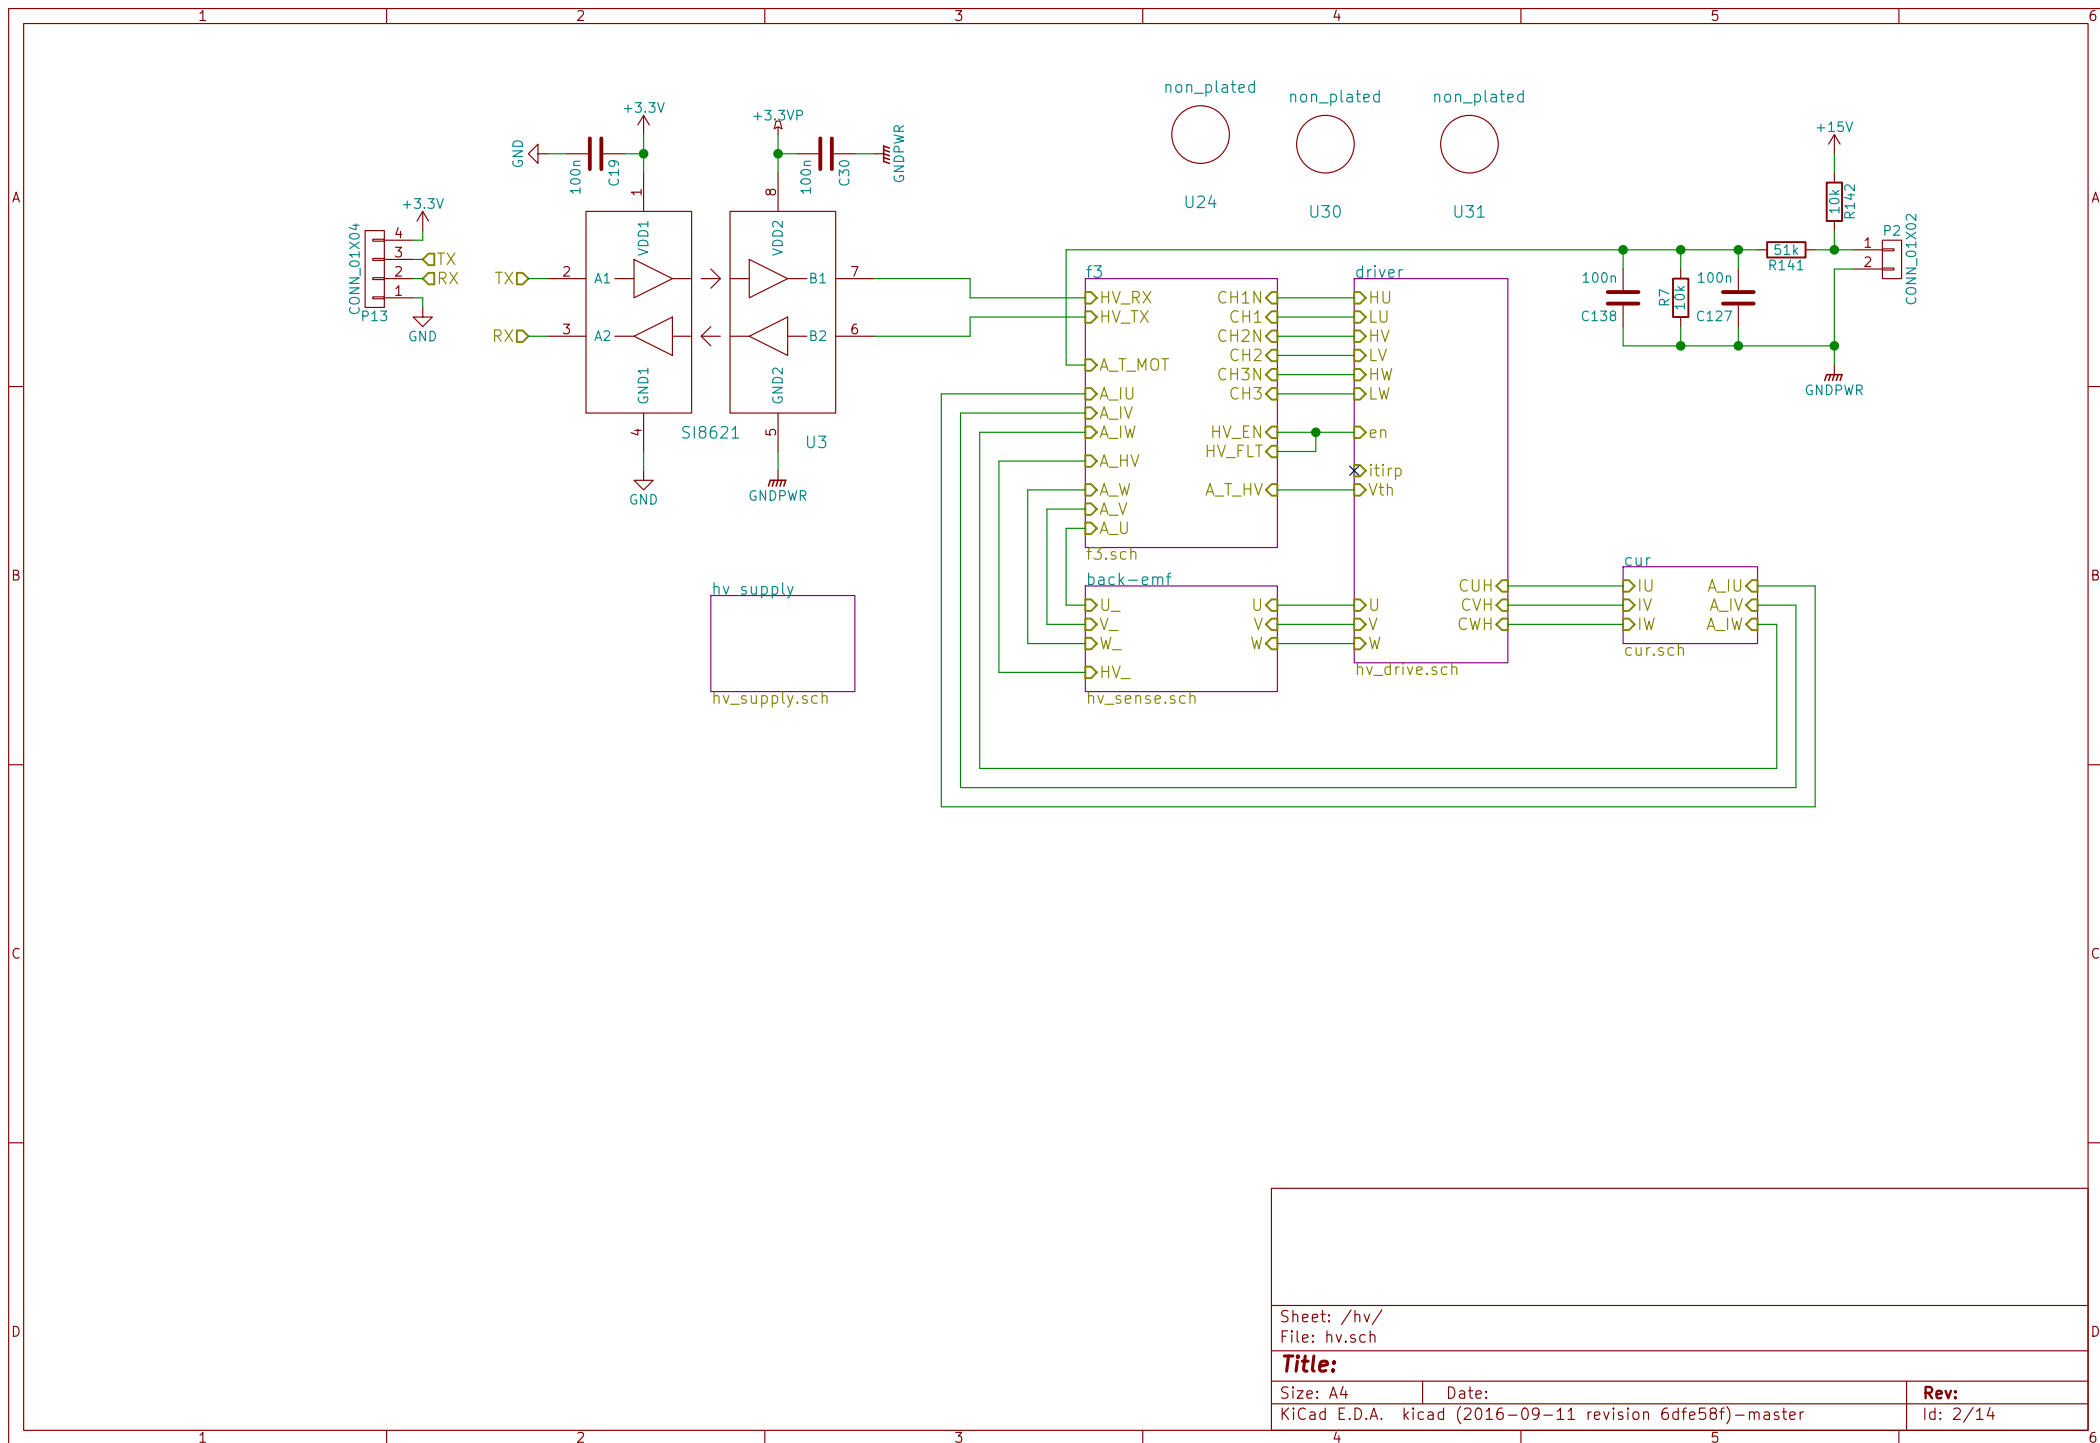 1 2 3 4 5 6
A
B
C
D
A
B
C
D
1 2 3 4 5 6
CONN_01X04
P13
+3.3V
4
3
2
1
TX
RX
GND
GND
100n
C19
+3.3V
+3.3VP
100n
C30
GNDPWR
TX
RX
2
3
1
4
A1
A2
VDD1
GND1
8
5
VDD2
GND2
B1
B2
7
6
SI8621
U3
GND
GNDPWR
non_plated
U24
non_plated
U30
non_plated
U31
+15V
10k
R142
P2
1
2
CONN_01X02
51k
R141
100n
C138
R7
10k
100n
C127
GNDPWR
f3
HV_RX
HV_TX
A_T_MOT
A_IU
A_IV
A_IW
A_HV
A_W
A_V
A_U
CH1N
CH1
CH2N
CH2
CH3N
CH3
HV_EN
HV_FLT
A_T_HV
f3.sch
driver
HU
LU
HV
LV
HW
LW
en
itirp
Vth
U
V
W
CUH
CVH
CWH
hv_drive.sch
back-emf
U_
V_
W_
HV_
U
V
W
hv_sense.sch
cur
IU
IV
IW
A_IU
A_IV
A_IW
cur.sch
hv_supply
hv_supply.sch
Sheet: /hv/
File: hv.sch
Title:
Size: A4 Date: Rev:
KiCad E.D.A. kicad (2016-09-11 revision 6dfe58f)-master Id: 2/14